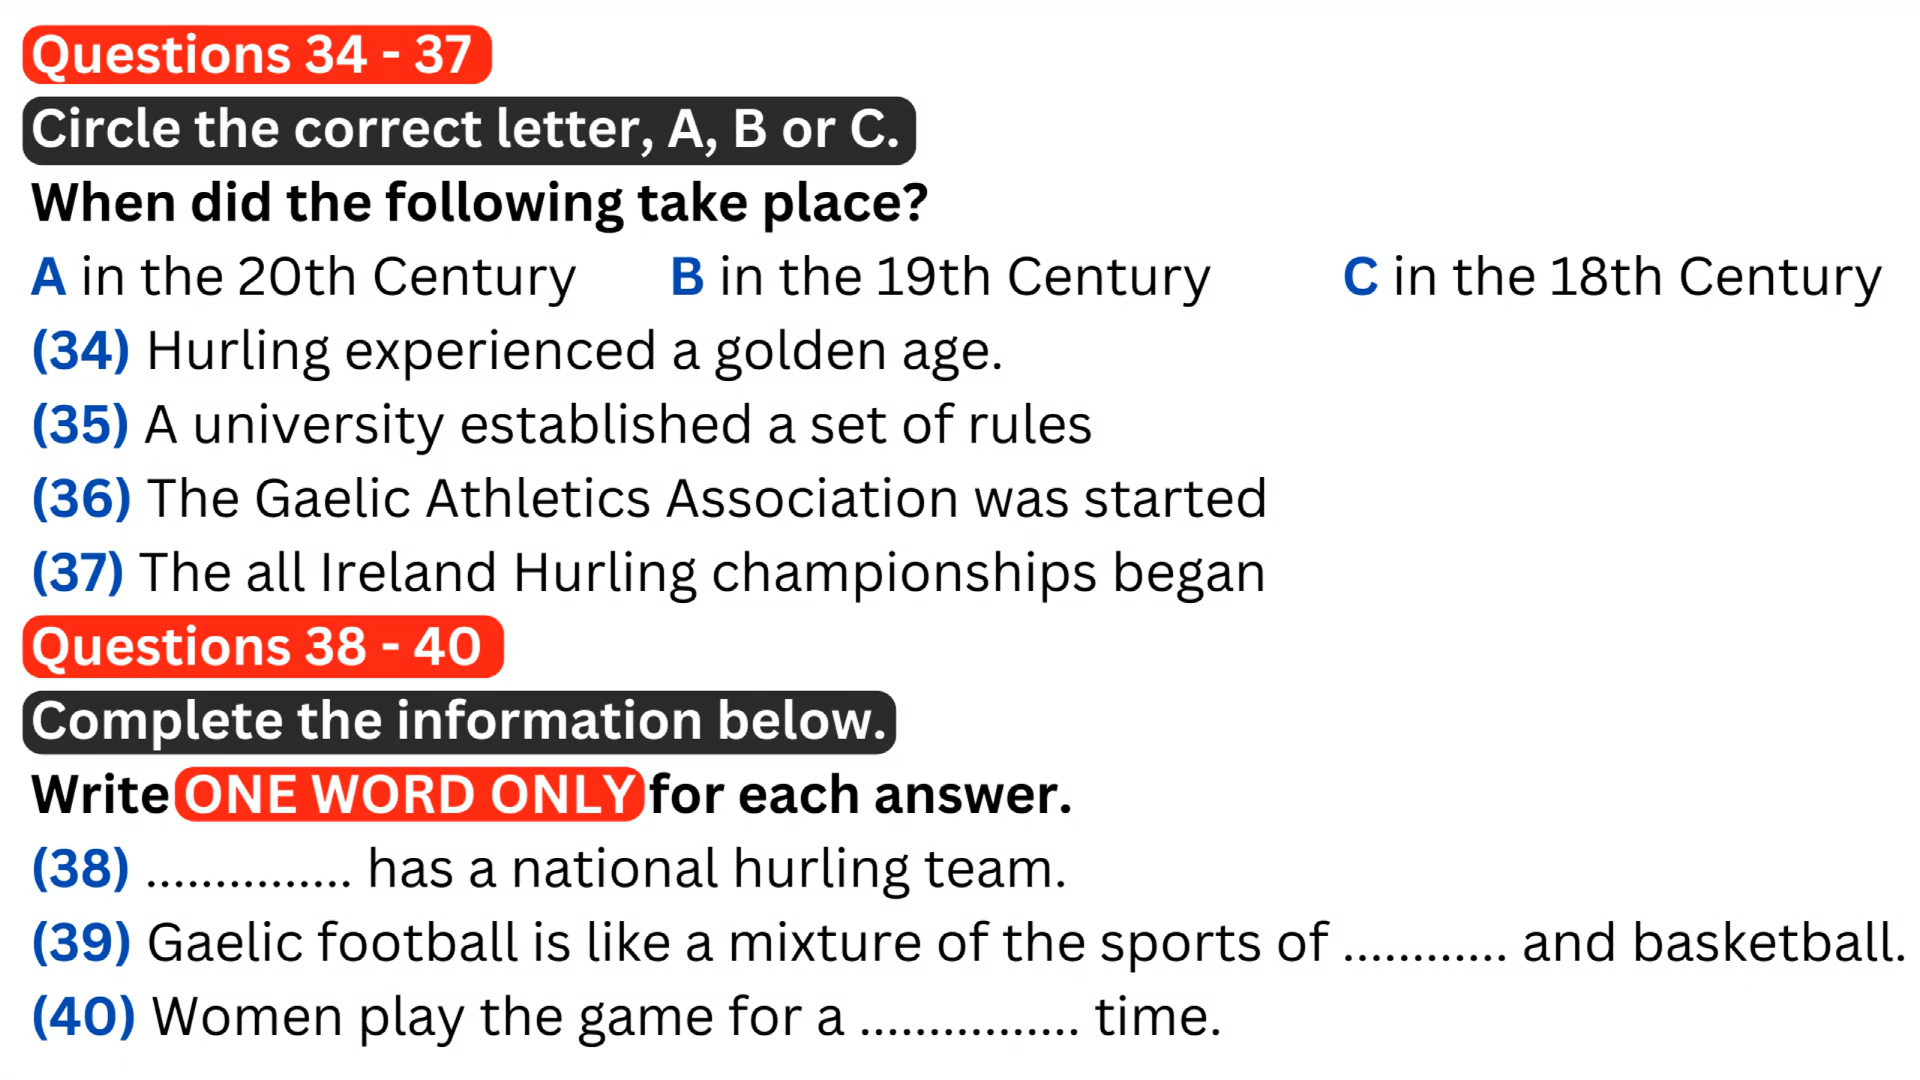 Questions 34 - 37
Circle the correct letter, A, B or C.
When did the following take place?
A in the 20th Century B in the 19th Century C in the 18th Century
(34) Hurling experienced a golden age.
(35) A university established a set of rules
(36) The Gaelic Athletics Association was started
(37) The all Ireland Hurling championships began
Questions 38 - 40
Complete the information below.
Write ONE WORD ONLY for each answer.
(38) ............... has a national hurling team.
(39) Gaelic football is like a mixture of the sports of ............ and basketball.
(40) Women play the game for a ................ time.